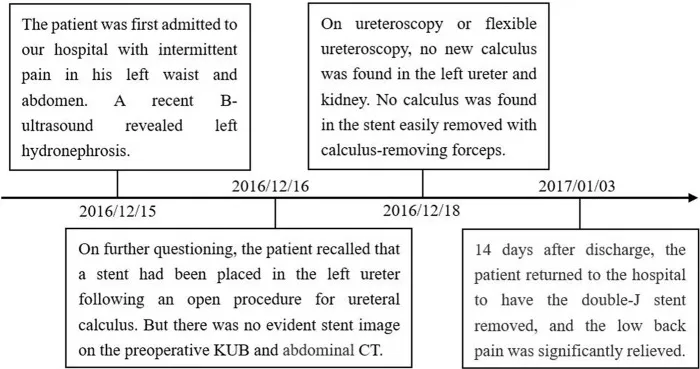 The patient was first admitted to
our hospital with intermittent
pain in his left waist and
abdomen. A recent B-
ultrasound revealed left
hydronephrosis.
On ureteroscopy or flexible
ureteroscopy, no new calculus
was found in the left ureter and
kidney. No calculus was found
in the stent easily removed with
calculus-removing forceps.
2016/12/15
2016/12/16
2016/12/18
2017/01/03
On further questioning, the patient recalled that
a stent had been placed in the left ureter
following an open procedure for ureteral
calculus. But there was no evident stent image
on the preoperative KUB and abdominal CT.
14 days after discharge, the
patient returned to the hospital
to have the double-J stent
removed, and the low back
pain was significantly relieved.